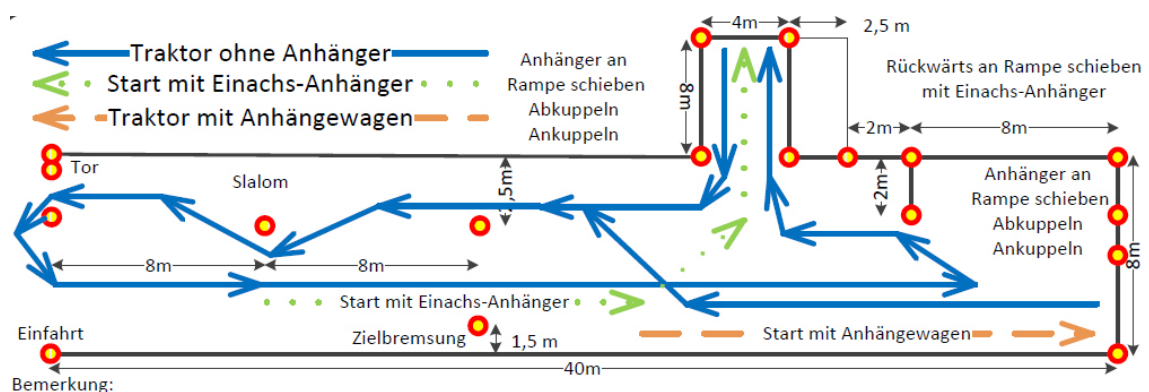 4m
2,5 m
Traktor ohne Anhänger
Start mit Einachs-Anhänger
Traktor mit Anhängewagen
Anhänger an
Rampe schieben
Abkuppeln
Ankuppeln
8m
Rückwärts an Rampe schieben
mit Einachs-Anhänger
2m
8m
Tor
Slalom
2,5m
2m
Anhänger an
Rampe schieben
Abkuppeln
Ankuppeln
8m
8m
8m
Start mit Einachs-Anhänger
Einfahrt
Zielbremsung
1,5 m
Start mit Anhängewagen
40m
Bemerkung: